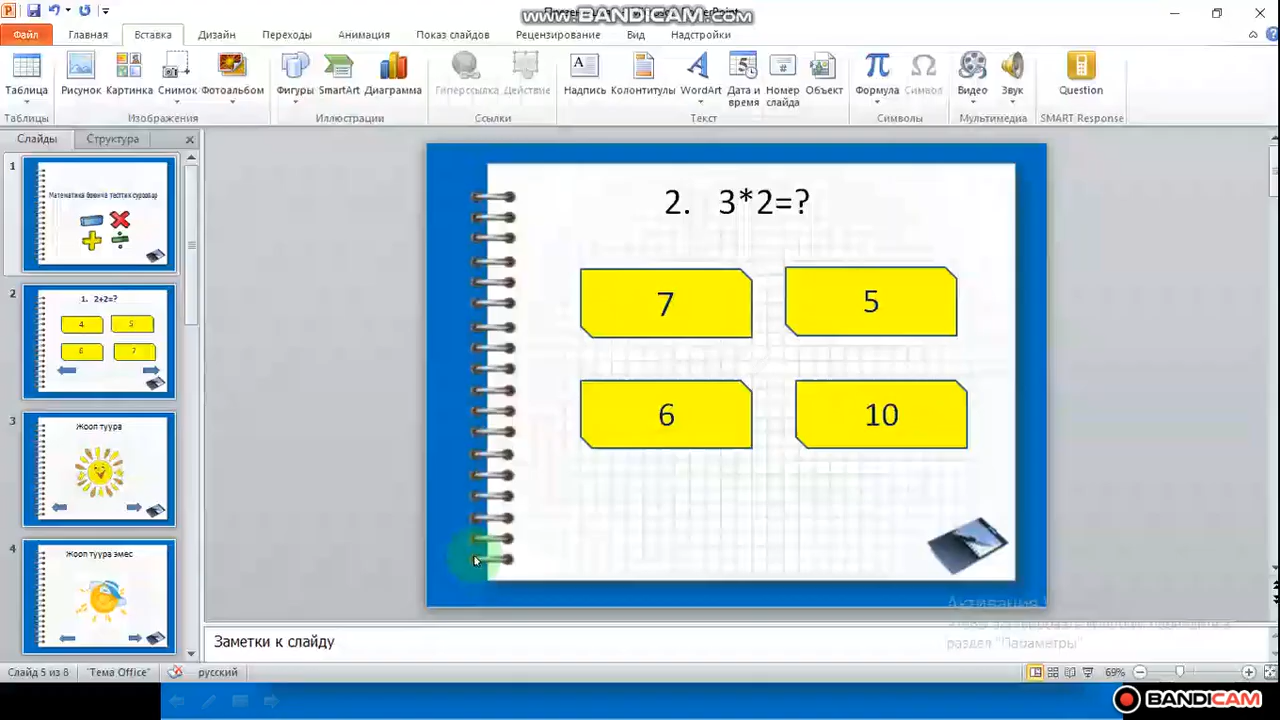 www.BANDICAM.com
Файл Главная Вставка Дизайн Переходы Анимация Показ слайдов Рецензирование Вид Надстройки
Таблица Рисунок Картинка Снимок Фотоальбом Фигуры SmartArt Диаграмма Гиперссылка Действие Надпись Колонтитулы WordArt Дата и время Номер слайда Объект Формула Символ Видео Звук Question
Таблицы Изображения Иллюстрации Ссылки Текст Символы Мультимедиа SMART Response
Слайды Структура
1
2
1. 2+2=?
4 5
6 7
3
Жооп туура
4
Жооп туура эмес
2. 3*2=?
7 5
6 10
Заметки к слайду
раздел "Параметры"
Слайд 5 из 8 "Тема Office" русский 69%
BANDICAM